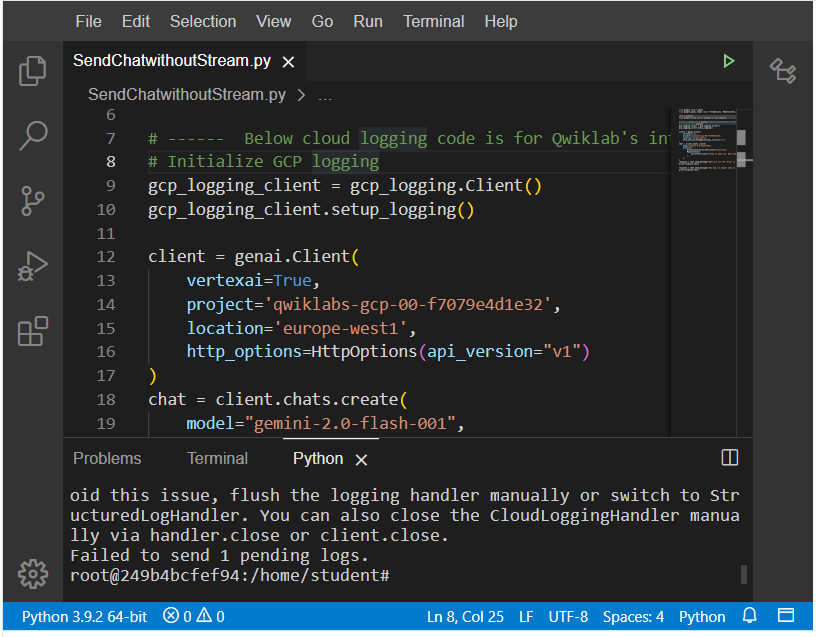 File Edit Selection View Go Run Terminal Help
SendChatwithoutStream.py
SendChatwithoutStream.py > ...
6
7 # ------ Below cloud logging code is for Qwiklab's int
8 # Initialize GCP logging
9 gcp_logging_client = gcp_logging.Client()
10 gcp_logging_client.setup_logging()
11
12 client = genai.Client(
13 vertexai=True,
14 project='qwiklabs-gcp-00-f7079e4d1e32',
15 location='europe-west1',
16 http_options=HttpOptions(api_version="v1")
17 )
18 chat = client.chats.create(
19 model="gemini-2.0-flash-001",
Problems Terminal Python
oid this issue, flush the logging handler manually or switch to Str
ucturedLogHandler. You can also close the CloudLoggingHandler manua
lly via handler.close or client.close.
Failed to send 1 pending logs.
root@249b4bcfef94:/home/student#
Python 3.9.2 64-bit 0 0 Ln 8, Col 25 LF UTF-8 Spaces: 4 Python